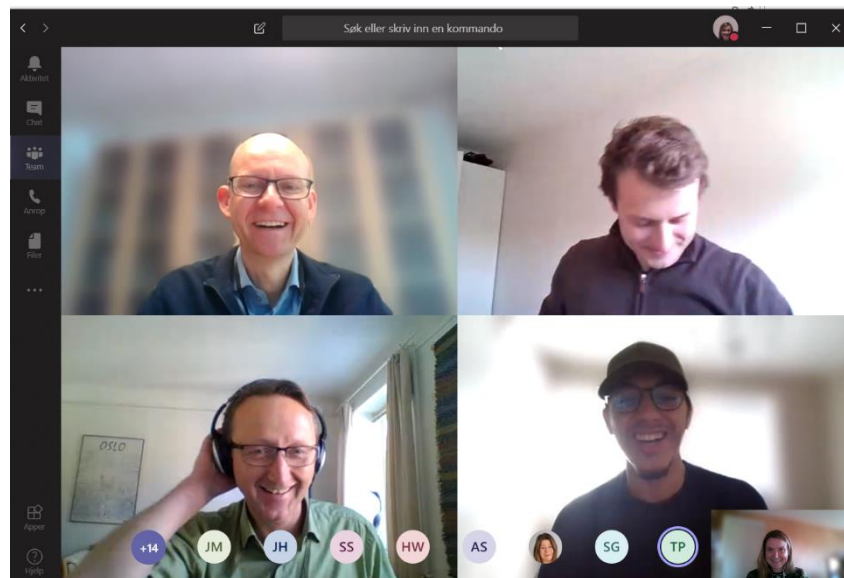 Søk eller skriv inn en kommando
Aktivitet
Chat
Team
Anrop
Filer
OSLO
+14
JM
JH
SS
HW
AS
SG
TP
Apper
Hjelp